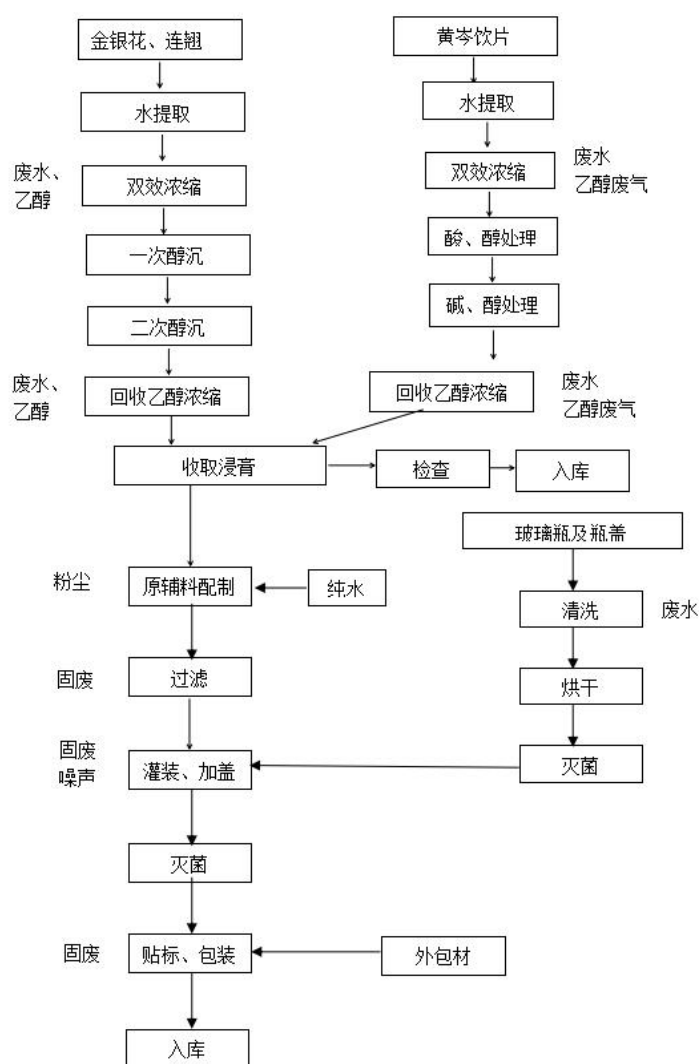 金银花、连翘
黄岑饮片
水提取
水提取
废水、
乙醇
双效浓缩
双效浓缩
废水
乙醇废气
一次醇沉
酸、醇处理
二次醇沉
碱、醇处理
废水、
乙醇
回收乙醇浓缩
回收乙醇浓缩
废水
乙醇废气
收取浸膏
检查
入库
玻璃瓶及瓶盖
粉尘
原辅料配制
纯水
清洗
废水
固废
过滤
烘干
固废
噪声
灌装、加盖
灭菌
灭菌
固废
贴标、包装
外包材
入库